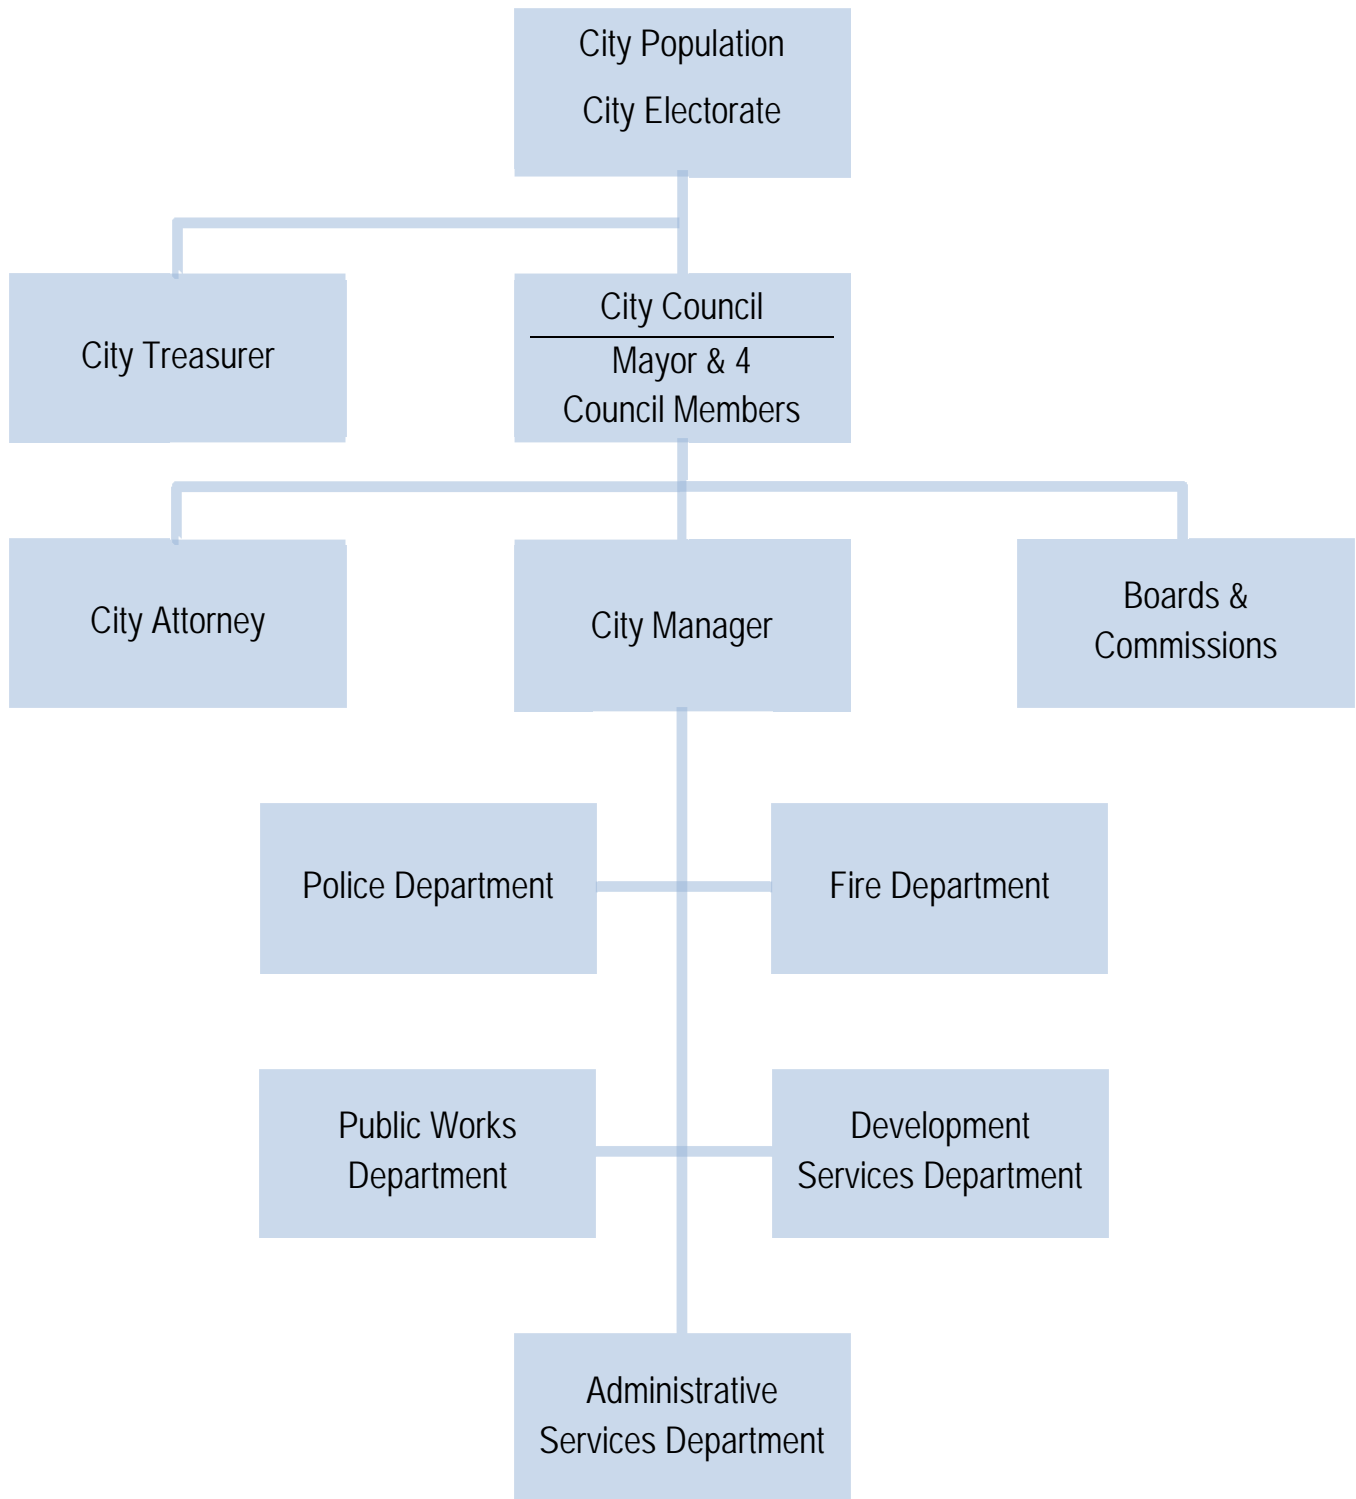 City Population
City Electorate
City Treasurer
City Council
Mayor & 4
Council Members
City Attorney
City Manager
Boards &
Commissions
Police Department
Fire Department
Public Works
Department
Development
Services Department
Administrative
Services Department